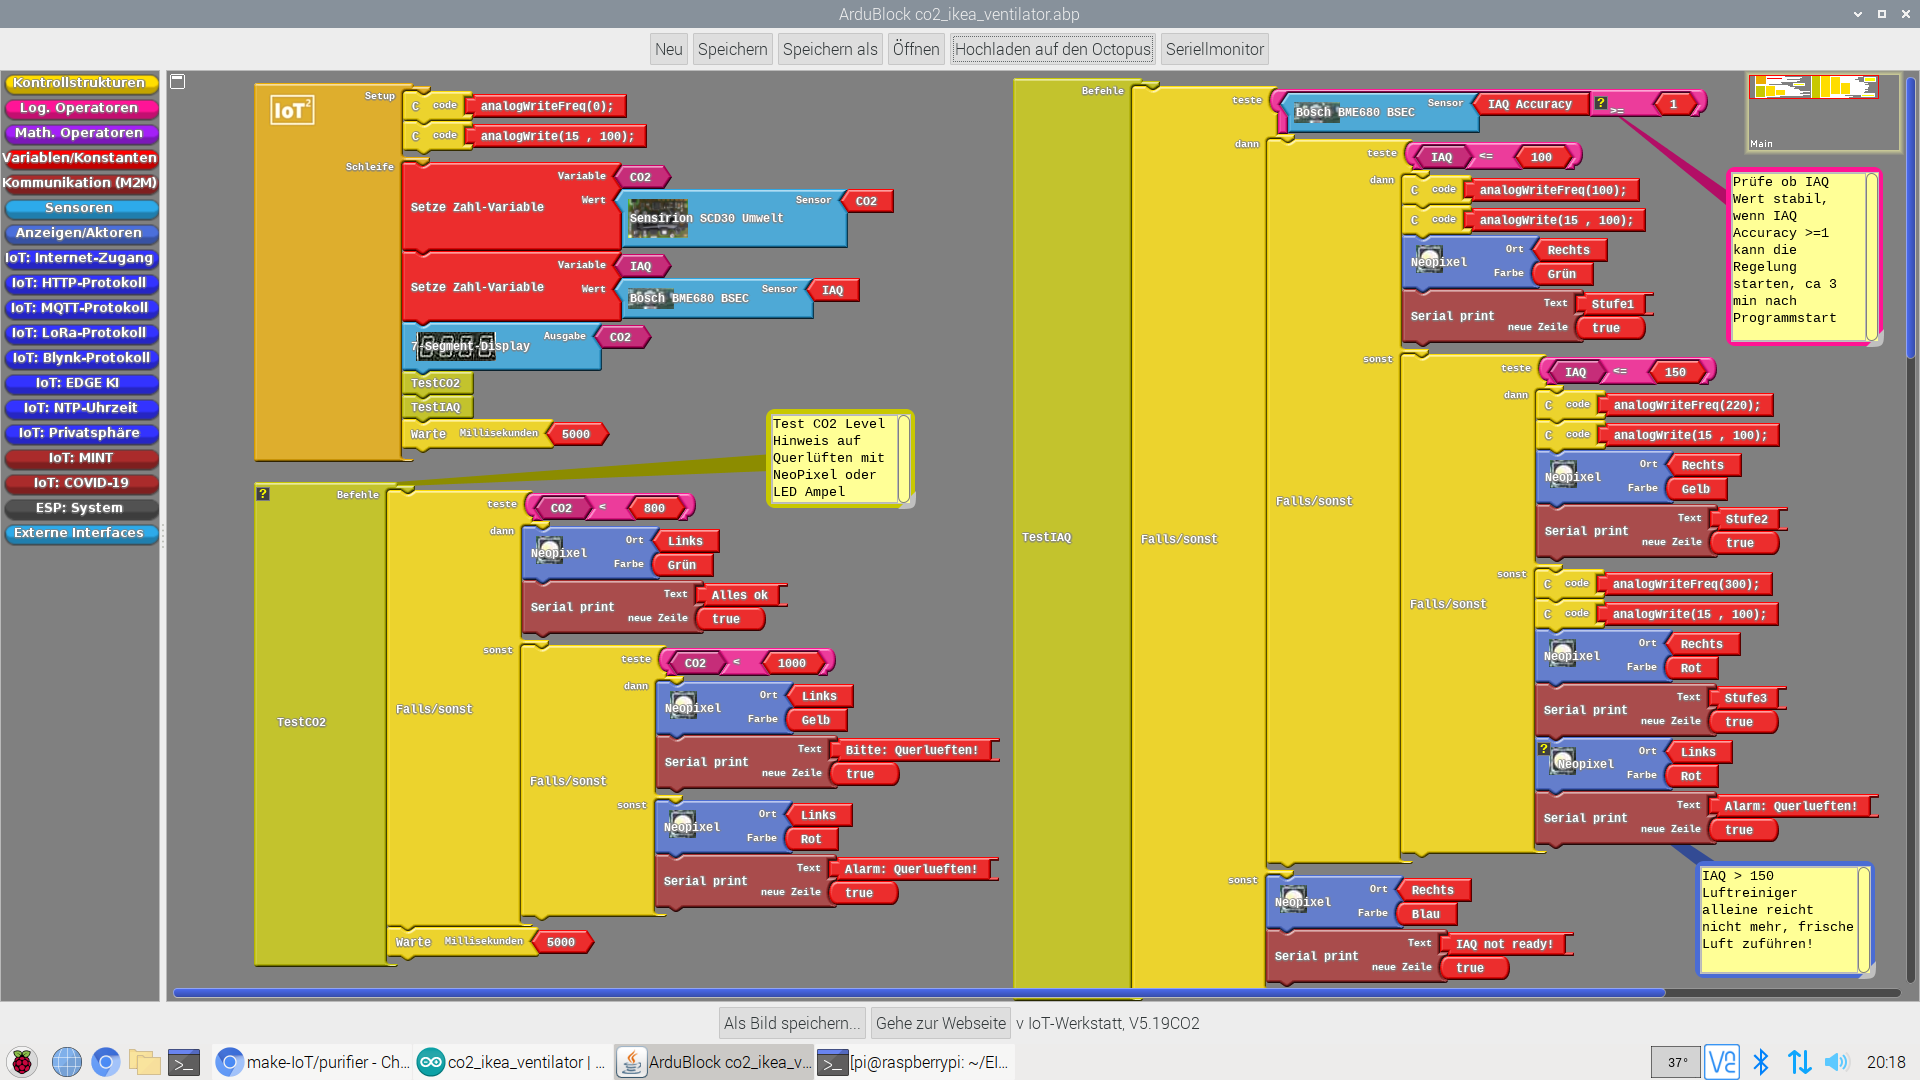 ArduBlock co2_ikea_ventilator.abp
Neu
Speichern
Speichern als
Öffnen
Hochladen auf den Octopus
Seriellmonitor
Kontrollstrukturen
Log. Operatoren
Math. Operatoren
Variablen/Konstanten
Kommunikation (M2M)
Sensoren
Anzeigen/Aktoren
IoT: Internet-Zugang
IoT: HTTP-Protokoll
IoT: MQTT-Protokoll
IoT: LoRa-Protokoll
IoT: Blynk-Protokoll
IoT: EDGE KI
IoT: NTP-Uhrzeit
IoT: Privatsphäre
IoT: MINT
IoT: COVID-19
ESP: System
Externe Interfaces
IoT²
Setup
C code analogWriteFreq(0);
C code analogWrite(15 , 100);
Schleife
Setze Zahl-Variable
Variable CO2
Wert Sensirion SCD30 Umwelt Sensor CO2
Setze Zahl-Variable
Variable IAQ
Wert Bosch BME680 BSEC Sensor IAQ
7-Segment-Display Ausgabe CO2
TestCO2
TestIAQ
Warte Millisekunden 5000
Test CO2 Level
Hinweis auf
Querlüften mit
NeoPixel oder
LED Ampel
?
TestCO2
Befehle
Falls/sonst
teste CO2 < 800
dann
Neopixel
Ort Links
Farbe Grün
Serial print
Text Alles ok
neue Zeile true
sonst
Falls/sonst
teste CO2 < 1000
dann
Neopixel
Ort Links
Farbe Gelb
Serial print
Text Bitte: Querlueften!
neue Zeile true
sonst
Neopixel
Ort Links
Farbe Rot
Serial print
Text Alarm: Querlueften!
neue Zeile true
Warte Millisekunden 5000
TestIAQ
Befehle
Falls/sonst
teste Bosch BME680 BSEC Sensor IAQ Accuracy ? >= 1
dann
teste IAQ <= 100
dann
C code analogWriteFreq(100);
C code analogWrite(15 , 100);
Neopixel
Ort Rechts
Farbe Grün
Serial print
Text Stufe1
neue Zeile true
sonst
Falls/sonst
teste IAQ <= 150
dann
C code analogWriteFreq(220);
C code analogWrite(15 , 100);
Neopixel
Ort Rechts
Farbe Gelb
Serial print
Text Stufe2
neue Zeile true
Falls/sonst
sonst
C code analogWriteFreq(300);
C code analogWrite(15 , 100);
Neopixel
Ort Rechts
Farbe Rot
Serial print
Text Stufe3
neue Zeile true
?
Neopixel
Ort Links
Farbe Rot
Serial print
Text Alarm: Querlueften!
neue Zeile true
sonst
Neopixel
Ort Rechts
Farbe Blau
Serial print
Text IAQ not ready!
neue Zeile true
Main
Prüfe ob IAQ
Wert stabil,
wenn IAQ
Accuracy >=1
kann die
Regelung
starten, ca 3
min nach
Programmstart
IAQ > 150
Luftreiniger
alleine reicht
nicht mehr, frische
Luft zuführen!
Als Bild speichern...
Gehe zur Webseite
v IoT-Werkstatt, V5.19CO2
make-IoT/purifier - Ch...
co2_ikea_ventilator | ...
ArduBlock co2_ikea_v...
[pi@raspberrypi: ~/El...
37°
20:18